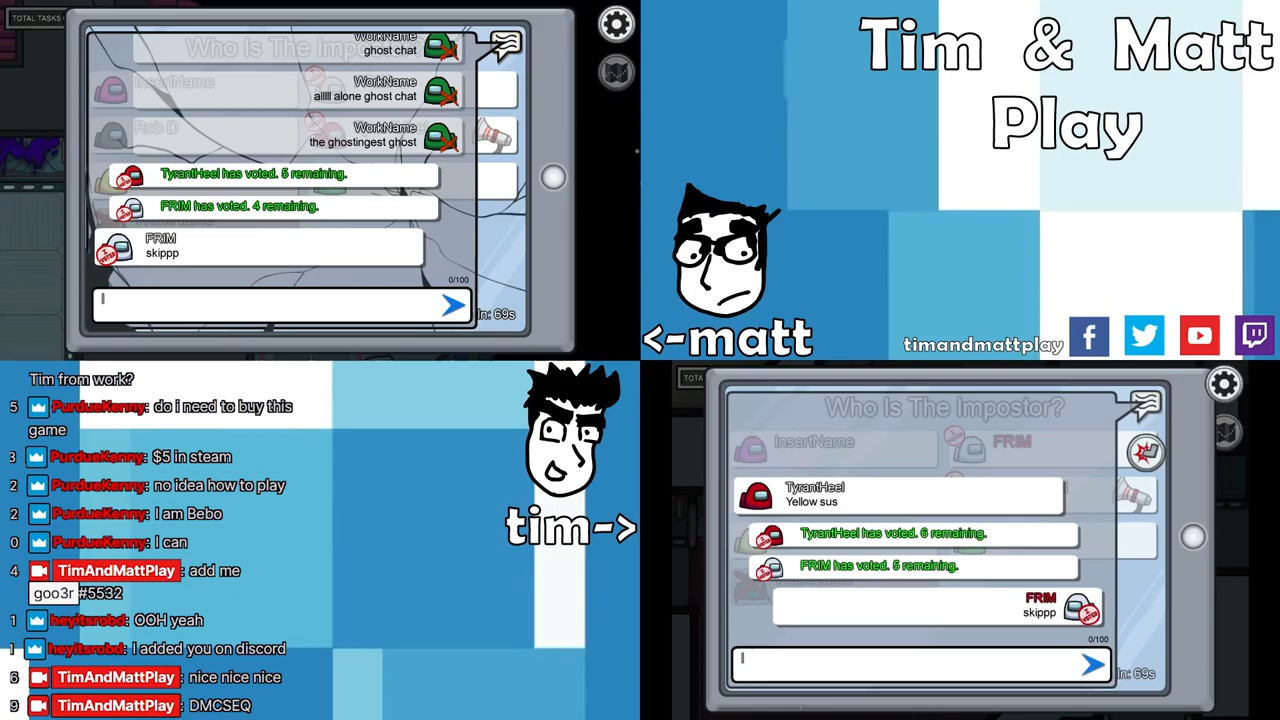 TOTAL TASKS
Who Is The Impostor?
InsertName
Rob D
WorkName
ghost chat
WorkName
alllll alone ghost chat
WorkName
the ghostingest ghost
TyrantHeel has voted. 5 remaining.
FRIM has voted. 4 remaining.
FRIM
skippp
I VOTED
0/100
In: 69s
Tim & Matt
Play
<-matt
timandmattplay
Tim from work?
5 PurdueKenny: do i need to buy this
game
3 PurdueKenny: $5 in steam
2 PurdueKenny: no idea how to play
2 PurdueKenny: I am Bebo
0 PurdueKenny: I can
4 TimAndMattPlay: add me
goo3r#5532
1 heyitsrobd: OOH yeah
1 heyitsrobd: I added you on discord
6 TimAndMattPlay: nice nice nice
9 TimAndMattPlay: DMCSEQ
tim->
TOTA
Who Is The Impostor?
InsertName
FRIM
TyrantHeel
Yellow sus
TyrantHeel has voted. 6 remaining.
FRIM has voted. 5 remaining.
FRIM
skippp
I VOTED
0/100
In: 69s